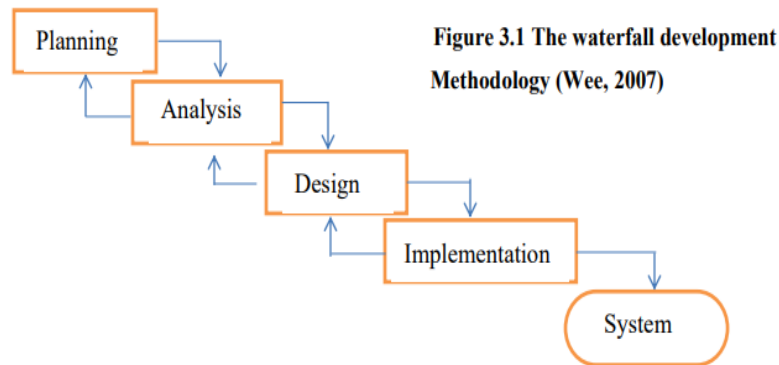 Planning
Figure 3.1 The waterfall development
Methodology (Wee, 2007)
Analysis
Design
Implementation
System